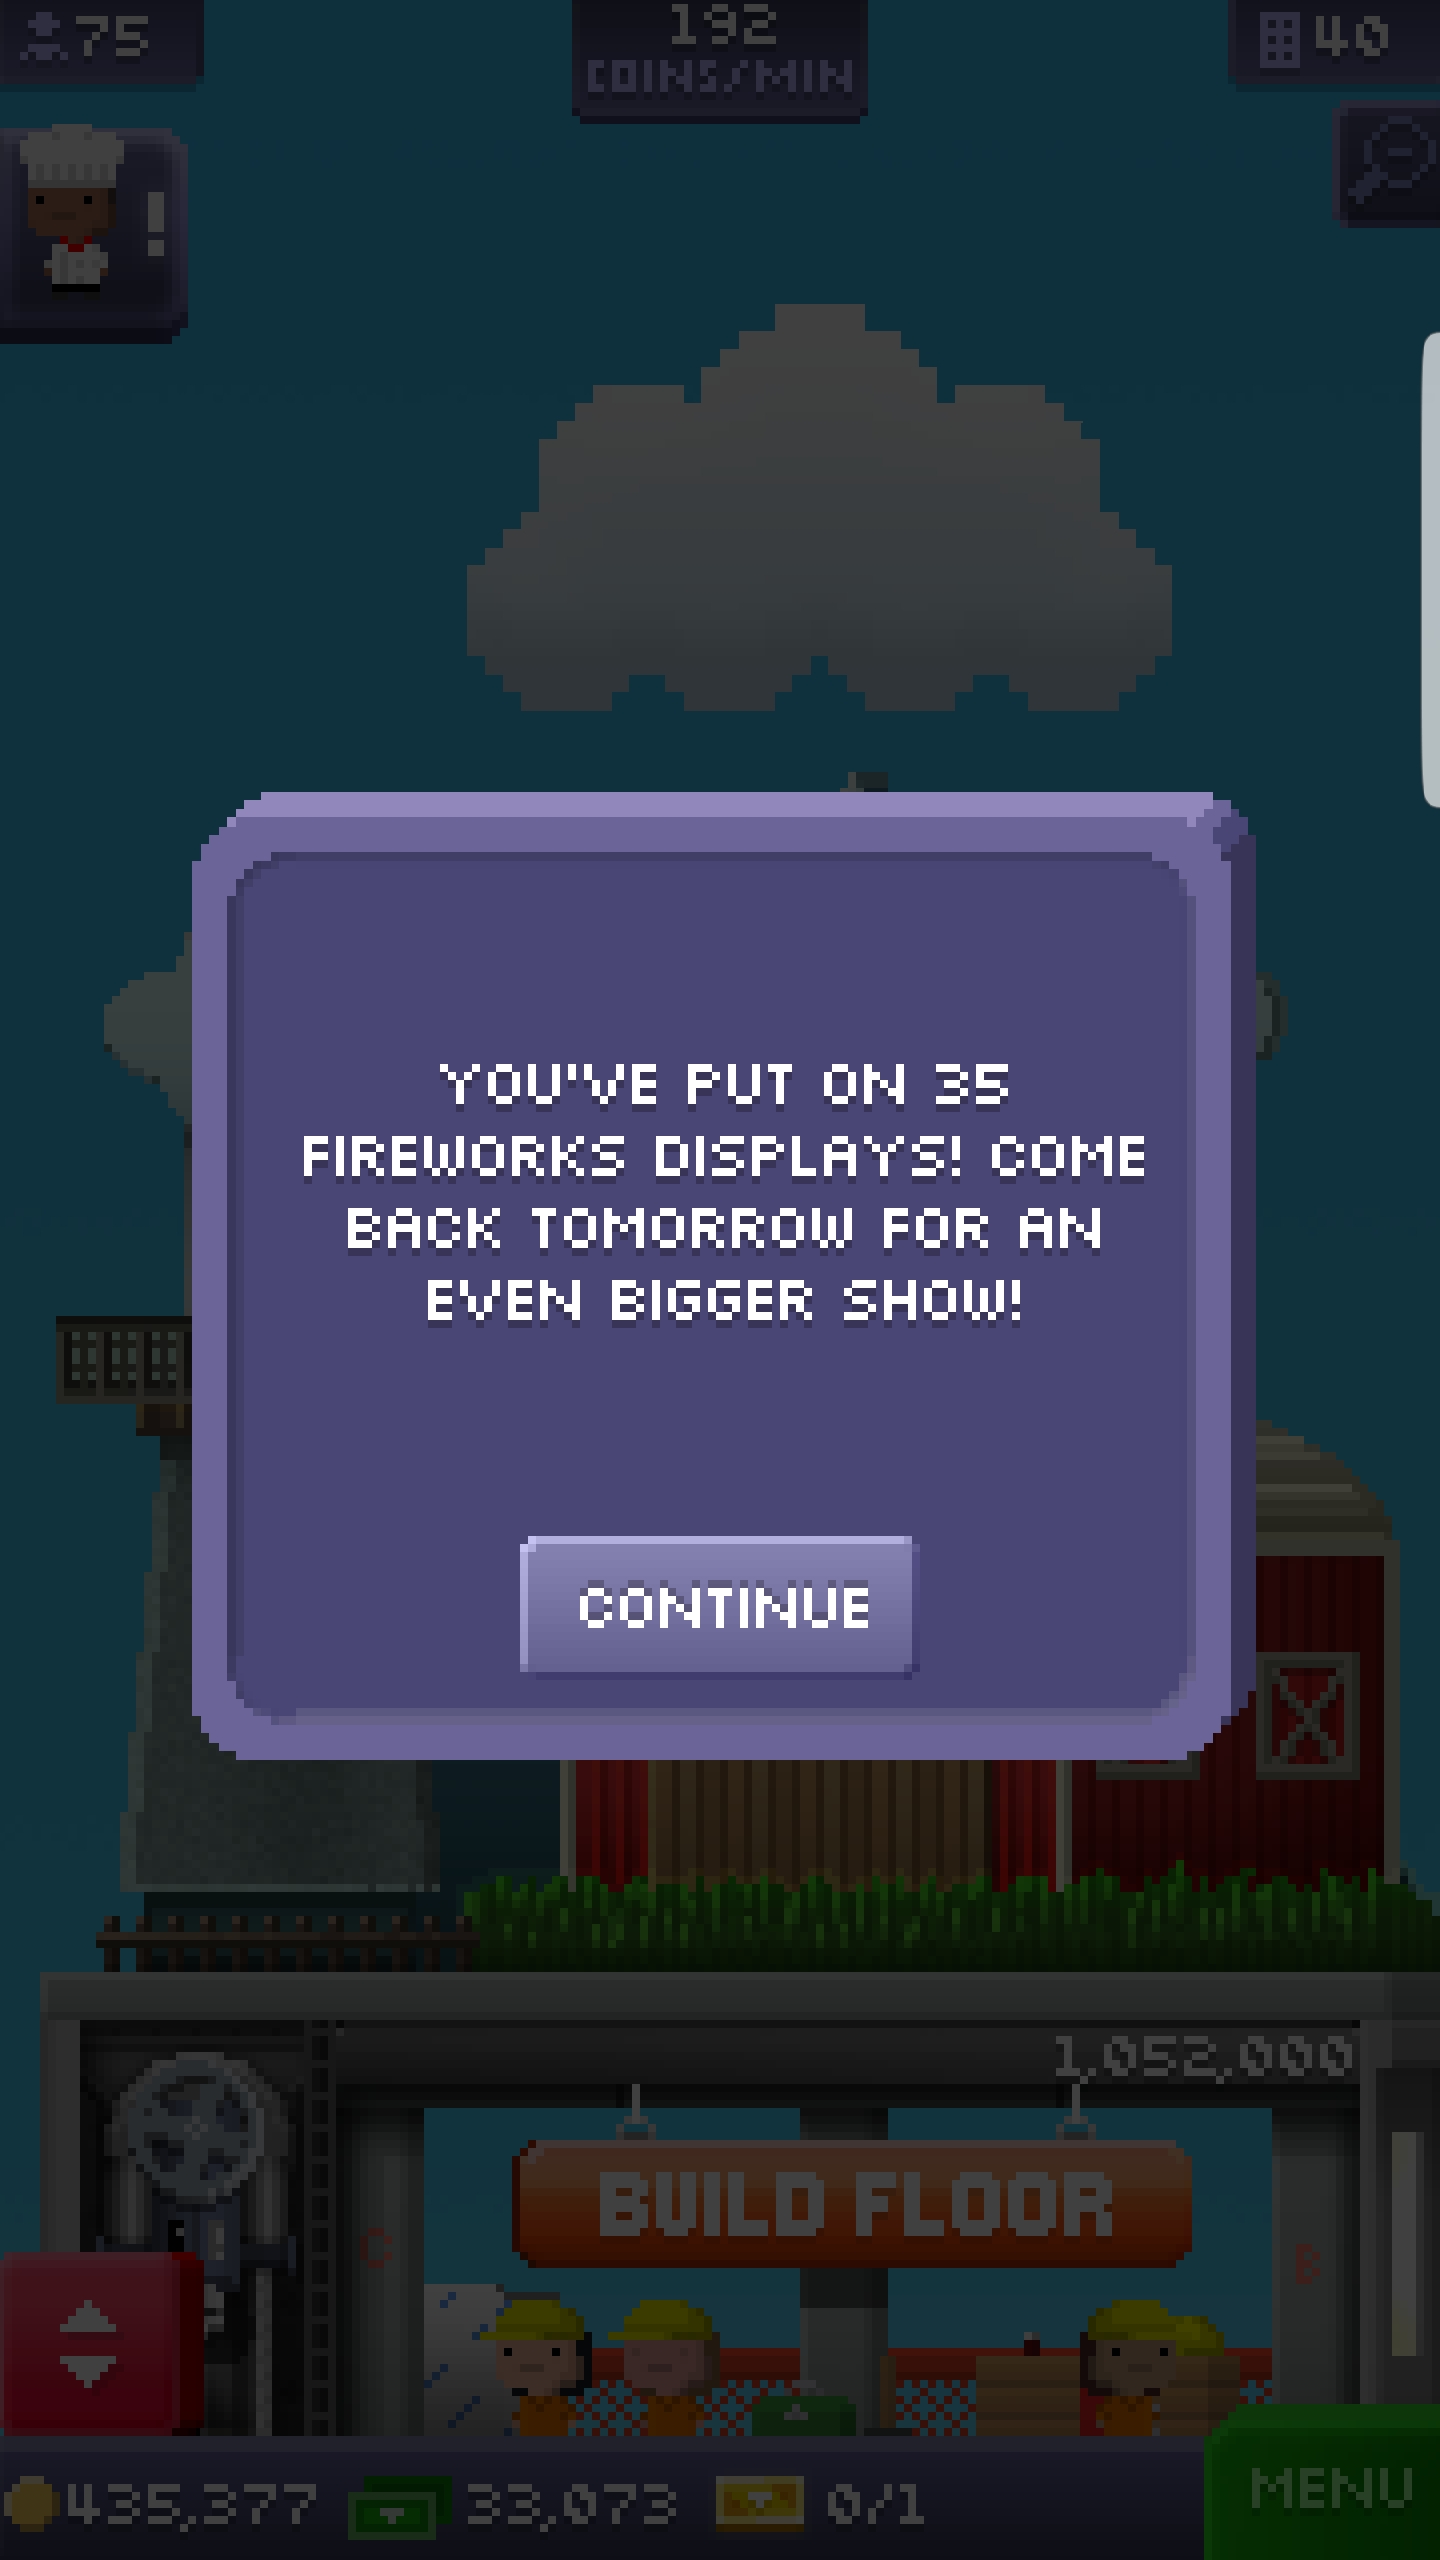 75
192
COINS/MIN
40
!
YOU'VE PUT ON 35
FIREWORKS DISPLAYS! COME
BACK TOMORROW FOR AN
EVEN BIGGER SHOW!
CONTINUE
1,052,000
BUILD FLOOR
C
B
435,377
33,073
0/1
MENU